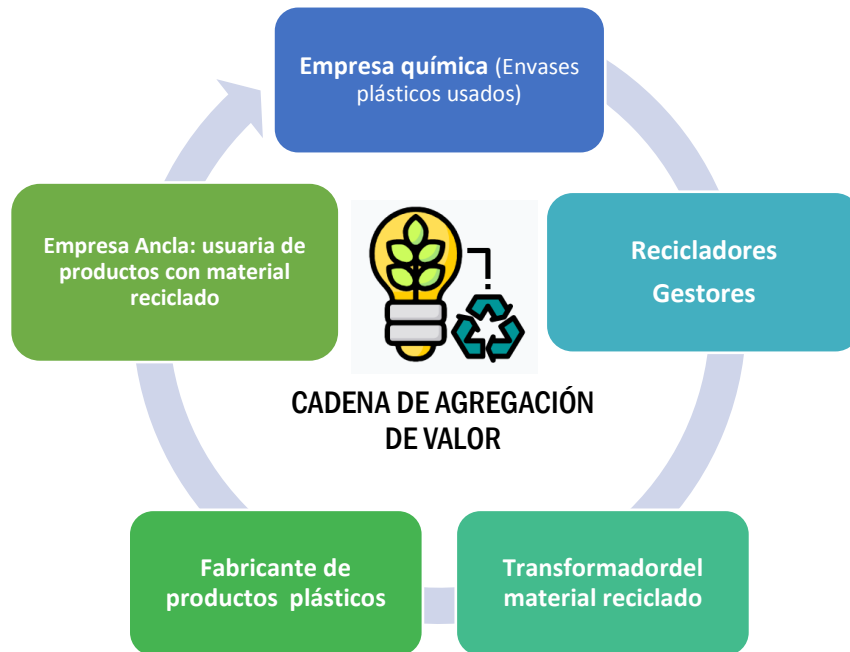 Empresa química (Envases
plásticos usados)
Recicladores
Gestores
Transformadordel
material reciclado
Fabricante de
productos  plásticos
Empresa Ancla: usuaria de
productos con material
reciclado
CADENA DE AGREGACIÓN
DE VALOR